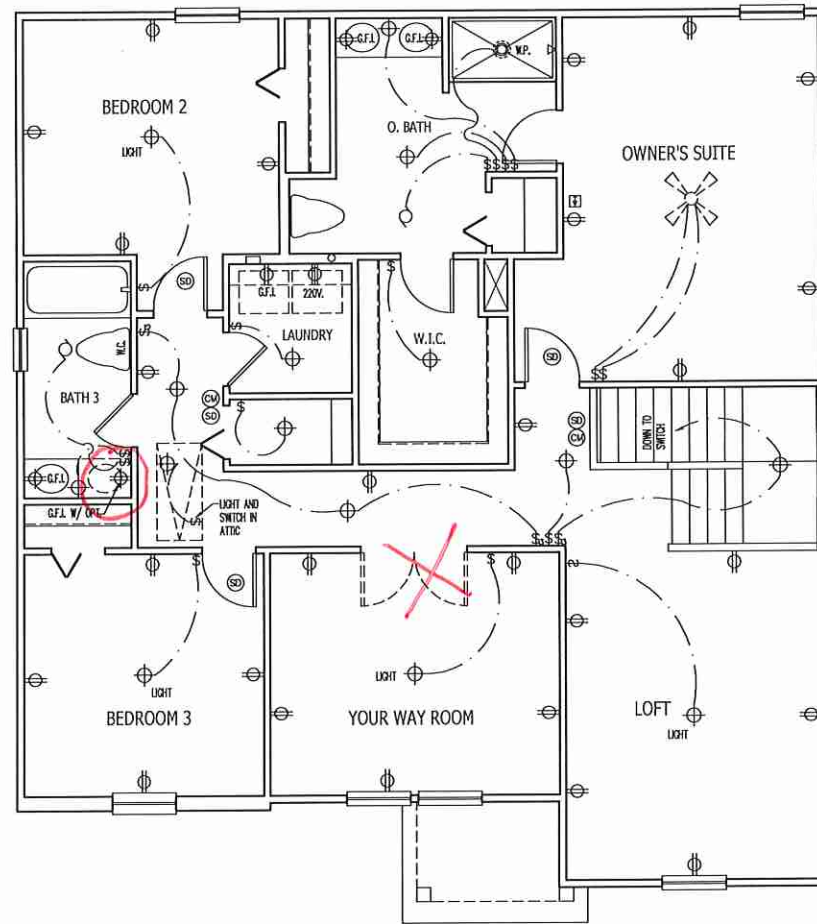 G.F.I.
G.F.I.
W.P.
BEDROOM 2
O. BATH
LIGHT
OWNER'S SUITE
$$$$
$
SD
$
G.F.I.
220V.
LAUNDRY
W.I.C.
W.C.
$
SD
BATH 3
CM
SD
$
$$
SD
CM
DOWN TO
SWITCH
G.F.I.
G.F.I. W/ OPT.
LIGHT AND
SWITCH IN
ATTIC
$
$
SD
$
LIGHT
LIGHT
BEDROOM 3
YOUR WAY ROOM
LOFT
LIGHT